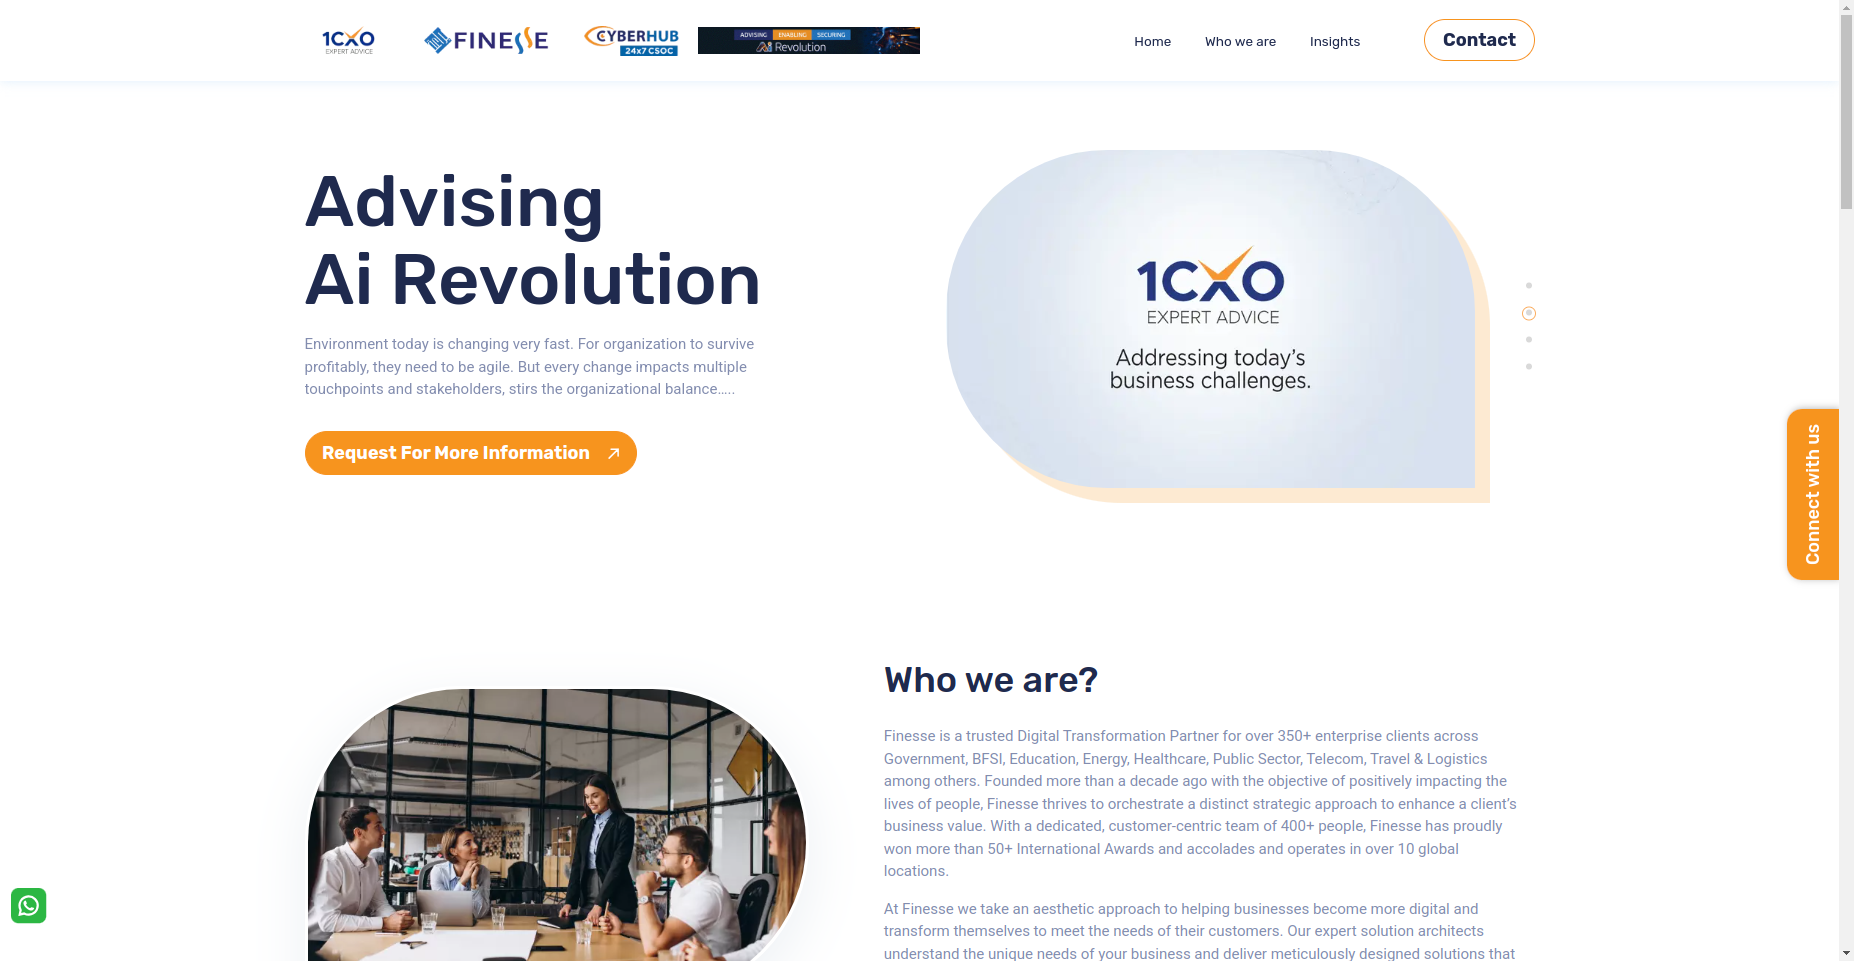 1CXO
EXPERT ADVICE
FINESSE
CYBERHUB
24x7 CSOC
ADVISING ENABLING SECURING
Ai Revolution
Home
Who we are
Insights
Contact
Advising
Ai Revolution
Environment today is changing very fast. For organization to survive
profitably, they need to be agile. But every change impacts multiple
touchpoints and stakeholders, stirs the organizational balance…..
Request For More Information
1CXO
EXPERT ADVICE
Addressing today's
business challenges.
Connect with us
Who we are?
Finesse is a trusted Digital Transformation Partner for over 350+ enterprise clients across
Government, BFSI, Education, Energy, Healthcare, Public Sector, Telecom, Travel & Logistics
among others. Founded more than a decade ago with the objective of positively impacting the
lives of people, Finesse thrives to orchestrate a distinct strategic approach to enhance a client's
business value. With a dedicated, customer-centric team of 400+ people, Finesse has proudly
won more than 50+ International Awards and accolades and operates in over 10 global
locations.
At Finesse we take an aesthetic approach to helping businesses become more digital and
transform themselves to meet the needs of their customers. Our expert solution architects
understand the unique needs of your business and deliver meticulously designed solutions that